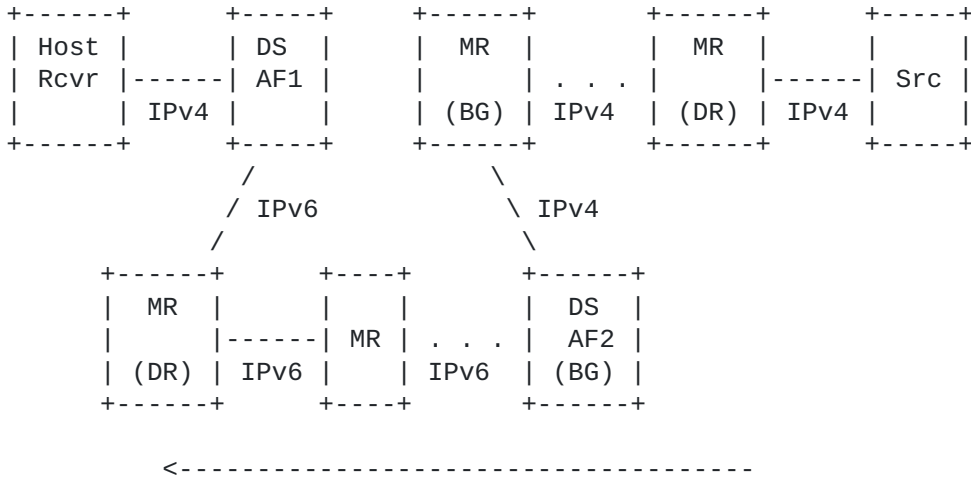 +------+      +-----+     +------+       +------+      +-----+
| Host |      | DS  |     |  MR  |       |  MR  |      |     |
| Rcvr |------| AF1 |     |      | . . . |      |------| Src |
|      | IPv4 |     |     | (BG) | IPv4  | (DR) | IPv4 |     |
+------+      +-----+     +------+       +------+      +-----+
               /               \
              / IPv6            \ IPv4
             /                   \
      +------+      +----+       +------+
      |  MR  |      |    |       |  DS  |
      |      |------| MR | . . . |  AF2 |
      | (DR) | IPv6 |    | IPv6  | (BG) |
      +------+      +----+       +------+
          <-------------------------------------